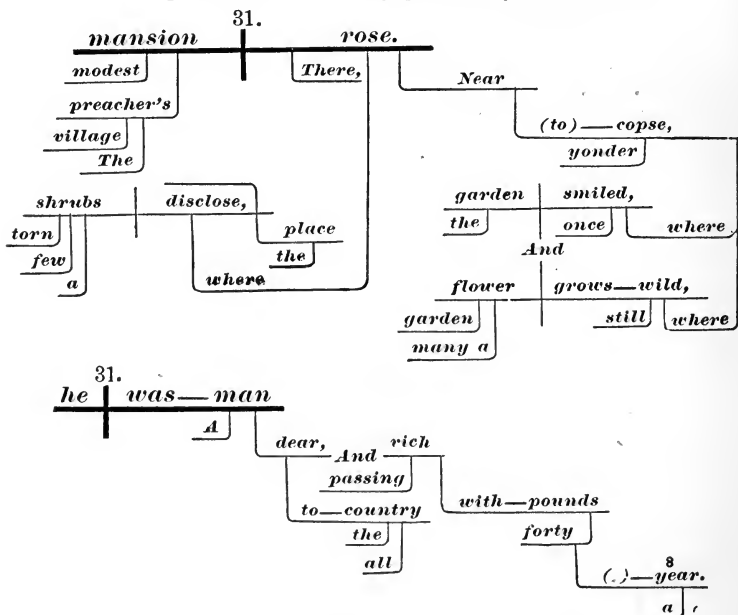 31.
mansion rose.
modest There, Near
preacher's
village (to)—copse,
The yonder
shrubs disclose, garden smiled,
torn place the once where
few the And
a where flower grows—wild,
garden still where
many a
31.
he was—man
A
dear, And rich
passing
to—country with—pounds
the forty
all
8
( )—year.
a